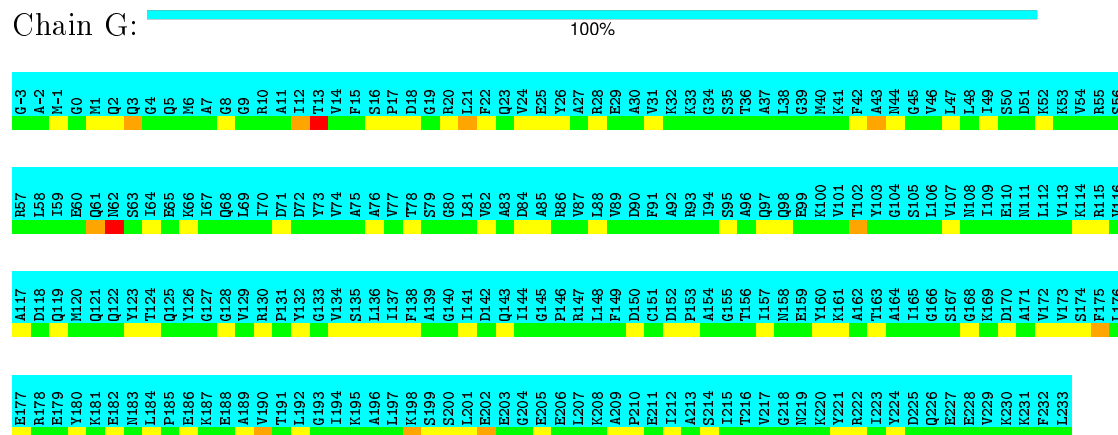 Chain G:
100%
G-3 A-2 M-1 G0 M1 Q2 Q3 G4 Q5 M6 A7 G8 G9 R10 A11 I12 T13 V14 F15 S16 P17 D18 G19 R20 L21 F22 Q23 V24 E25 Y26 A27 R28 E29 A30 V31 K32 K33 G34 S35 T36 A37 L38 G39 M40 K41 F42 A43 N44 G45 V46 L47 L48 I49 S50 D51 K52 K53 V54 R55 S56
R57 L58 I59 E60 Q61 N62 S63 I64 E65 K66 I67 Q68 L69 I70 D71 D72 Y73 V74 A75 A76 V77 T78 S79 G80 L81 V82 A83 D84 A85 R86 V87 L88 V89 D90 F91 A92 R93 I94 S95 A96 Q97 Q98 E99 K100 V101 T102 Y103 G104 S105 L106 V107 N108 I109 E110 N111 L112 V113 K114 R115
A117 D118 Q119 M120 Q121 Q122 Y123 T124 Q125 Y126 G127 G128 V129 R130 P131 Y132 G133 V134 S135 L136 I137 F138 A139 G140 I141 D142 Q143 I144 G145 P146 R147 L148 F149 D150 C151 D152 P153 A154 G155 T156 I157 N158 E159 Y160 K161 A162 T163 A164 I165 G166 S167 G168 K169 D170 A171 V172 V173 S174 F175 L176
E177 R178 E179 Y180 K181 E182 N183 L184 P185 E186 K187 E188 A189 V190 T191 L192 G193 I194 K195 A196 L197 K198 S199 S200 L201 E202 E203 G204 E205 E206 L207 K208 A209 P210 E211 I212 A213 S214 I215 T216 V217 G218 N219 K220 Y221 R222 I223 Y224 D225 Q226 E227 E228 V229 K230 K231 F232 L233